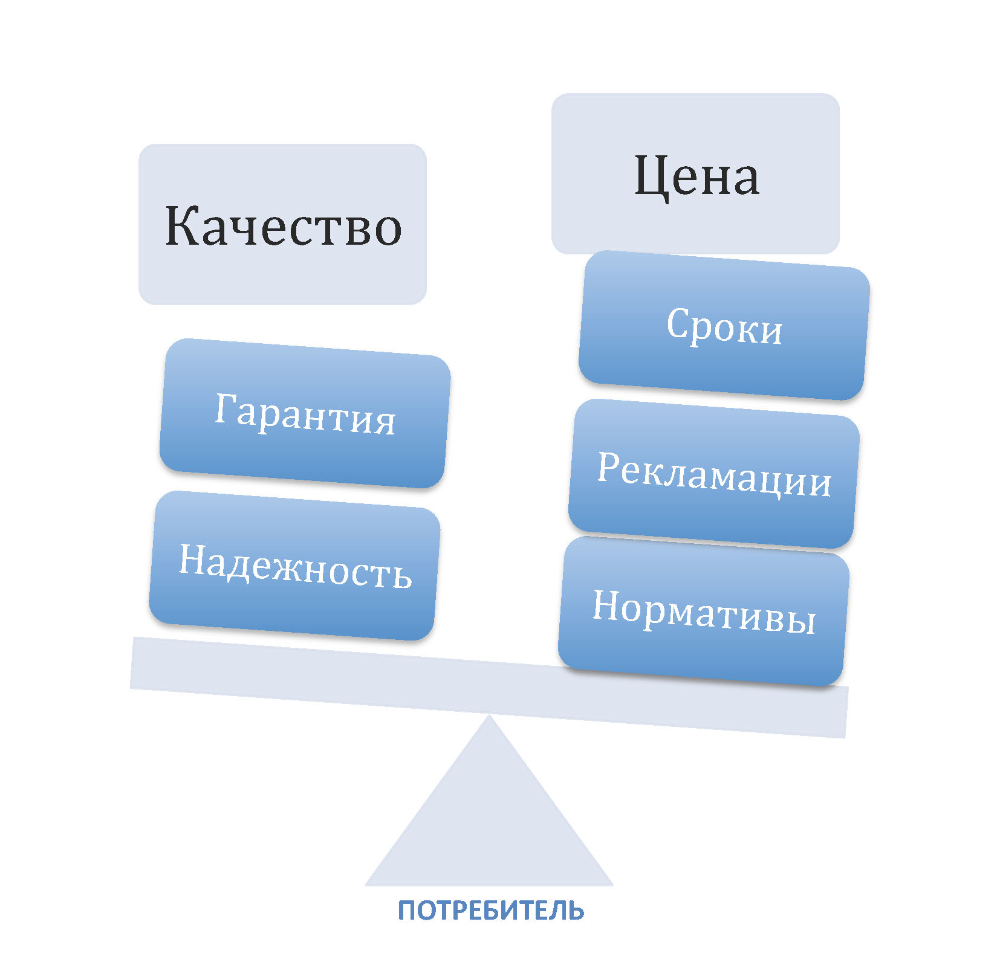 Качество
Гарантия
Надежность
Цена
Сроки
Рекламации
Нормативы
ПОТРЕБИТЕЛЬ